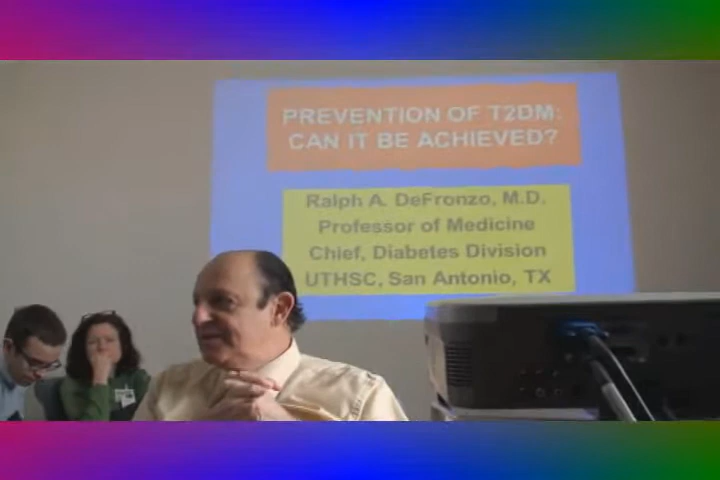 PREVENTION OF T2DM:
CAN IT BE ACHIEVED?
Ralph A. DeFronzo, M.D.
Professor of Medicine
Chief, Diabetes Division
UTHSC, San Antonio, TX